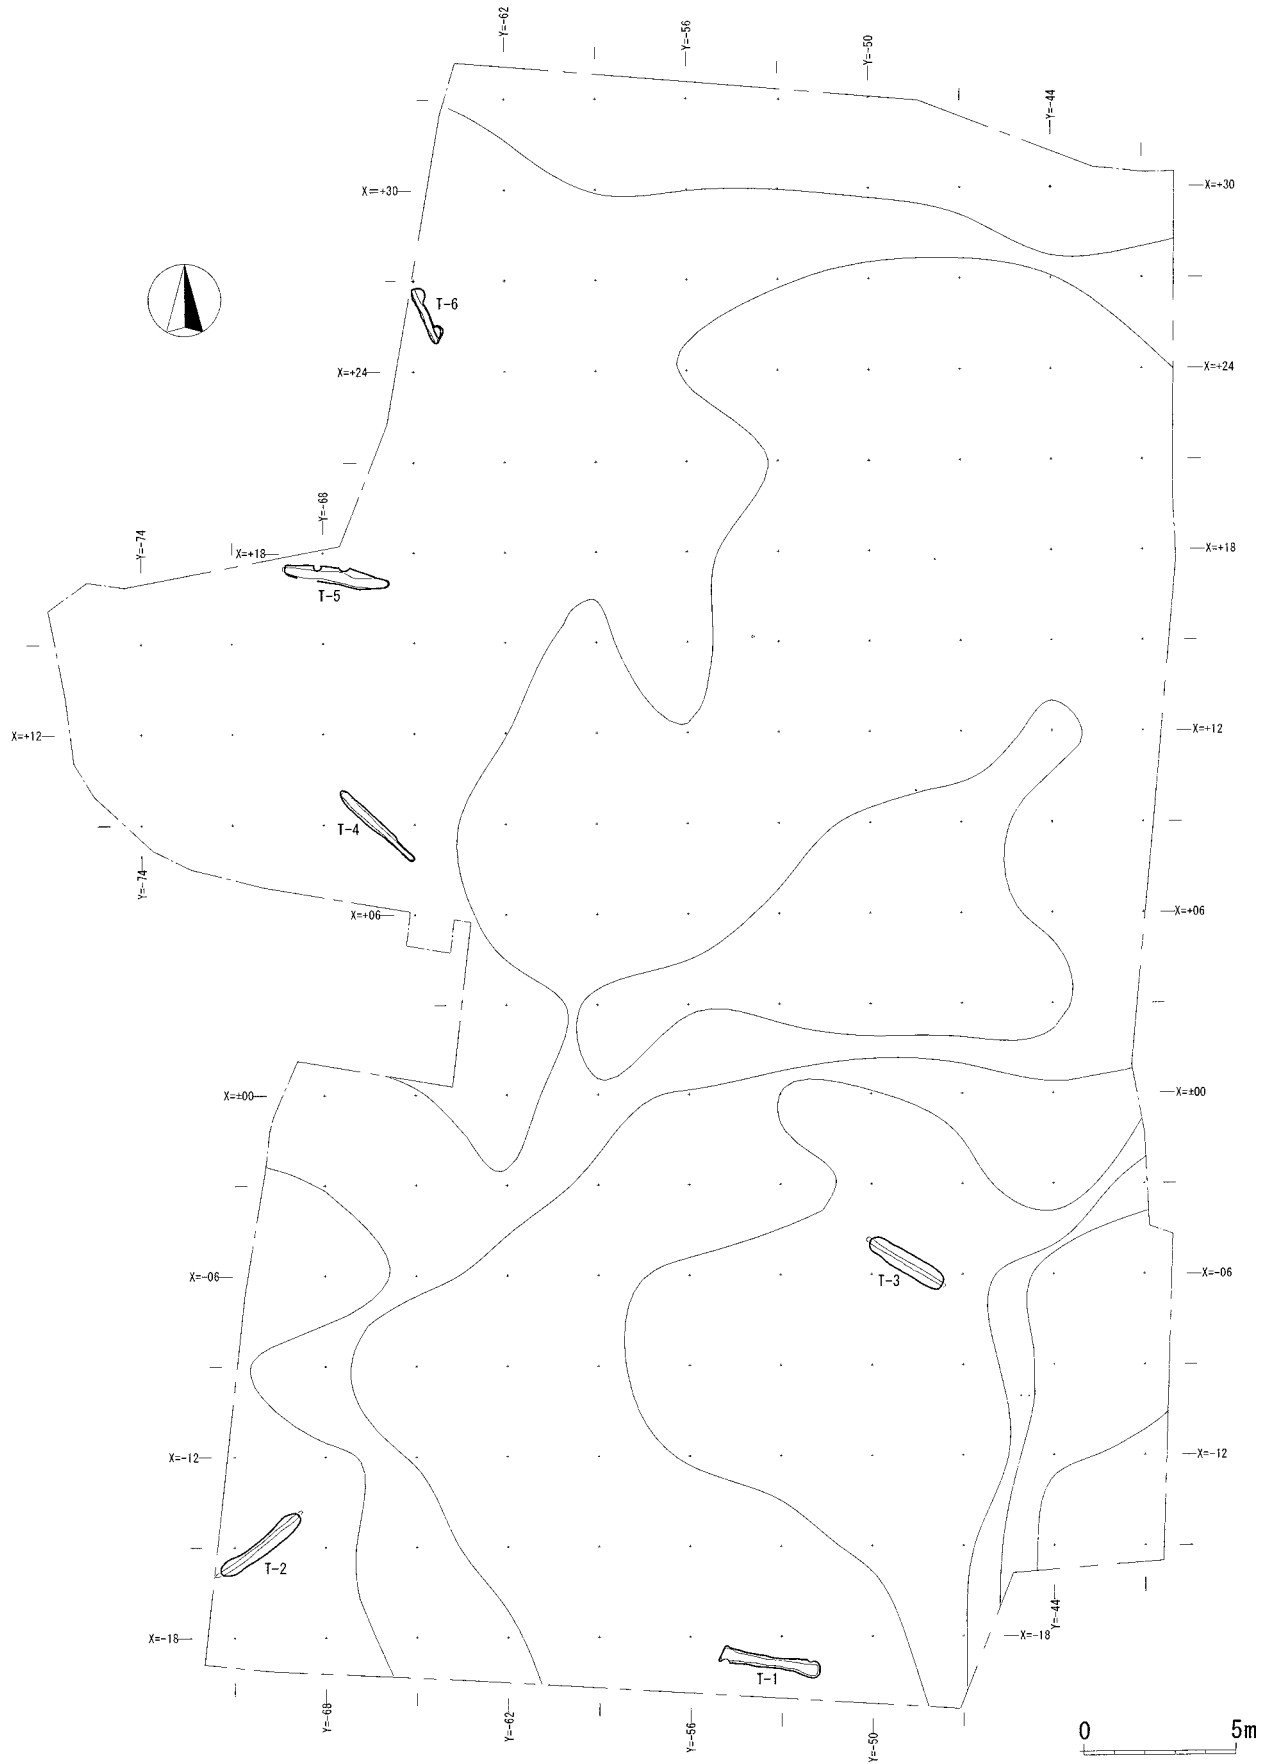 Y=-62
Y=-56
Y=-50
Y=-44
X=+30
X=+30
T-6
X=+24
X=+24
Y=-68
Y=-74
X=+18
X=+18
T-5
X=+12
X=+12
T-4
Y=-74
X=+06
X=+06
X=±00
X=±00
X=-06
X=-06
T-3
X=-12
X=-12
T-2
Y=-44
X=-18
X=-18
T-1
Y=-68
Y=-62
Y=-56
Y=-50
0 5m